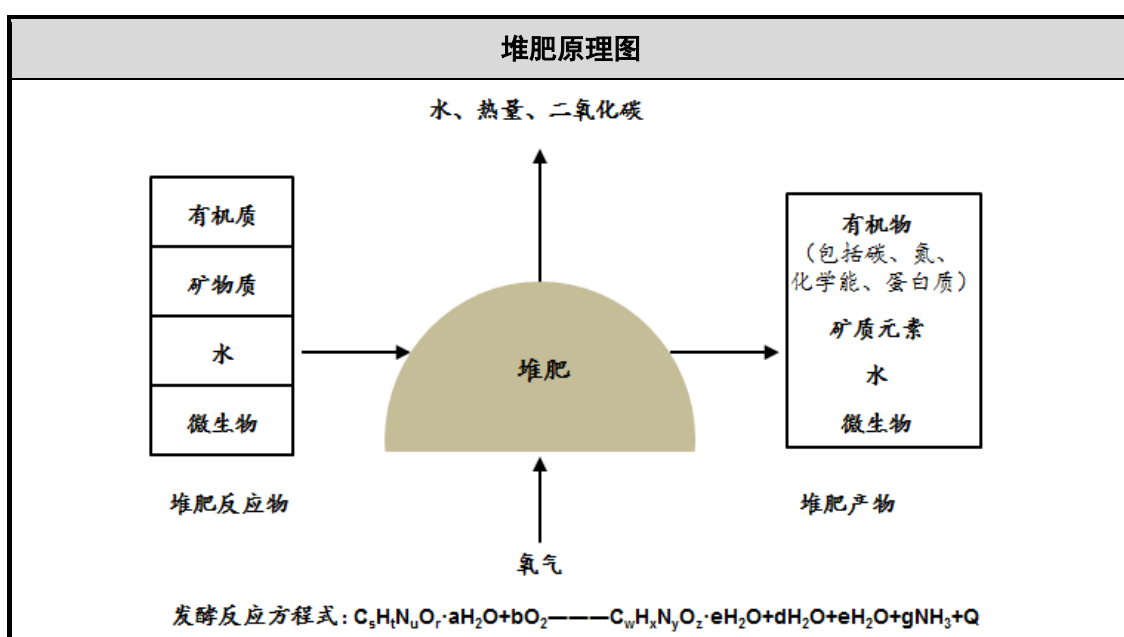 堆肥原理图
水、热量、二氧化碳
有机质
矿物质
水
微生物
堆肥反应物
堆肥
氧气
有机物
（包括碳、氮、
化学能、蛋白质）
矿质元素
水
微生物
堆肥产物
发酵反应方程式：CsHtNuOr·aH2O+bO2———CwHxNyOz·eH2O+dH2O+eH2O+gNH3+Q